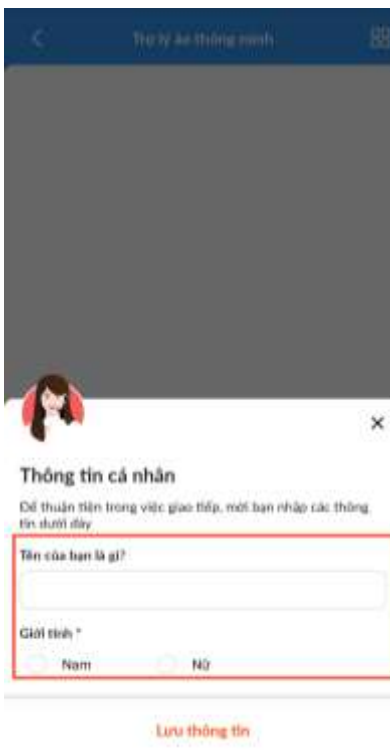 Trợ lý ảo thông minh
Thông tin cá nhân
Để thuận tiện trong việc giao tiếp, mời bạn nhập các thông
tin dưới đây
Tên của bạn là gì?
Giới tính *
Nam Nữ
Lưu thông tin